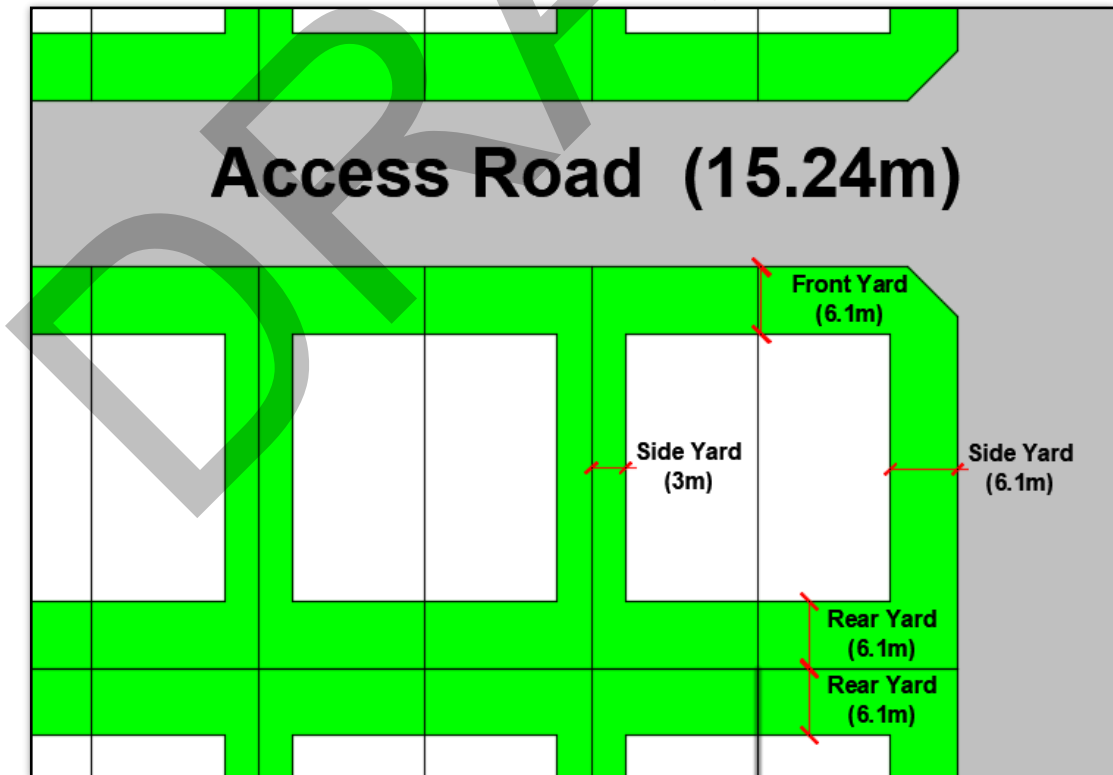 Access Road (15.24m)
Front Yard
(6.1m)
Side Yard
(3m)
Side Yard
(6.1m)
Rear Yard
(6.1m)
Rear Yard
(6.1m)
DRA